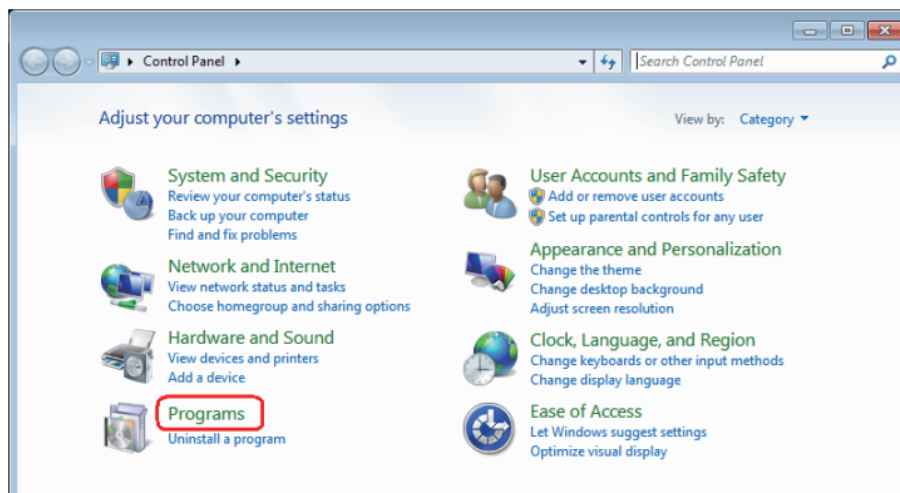 Control Panel
Search Control Panel
Adjust your computer's settings
View by: Category
System and Security
Review your computer's status
Back up your computer
Find and fix problems
Network and Internet
View network status and tasks
Choose homegroup and sharing options
Hardware and Sound
View devices and printers
Add a device
Programs
Uninstall a program
User Accounts and Family Safety
Add or remove user accounts
Set up parental controls for any user
Appearance and Personalization
Change the theme
Change desktop background
Adjust screen resolution
Clock, Language, and Region
Change keyboards or other input methods
Change display language
Ease of Access
Let Windows suggest settings
Optimize visual display